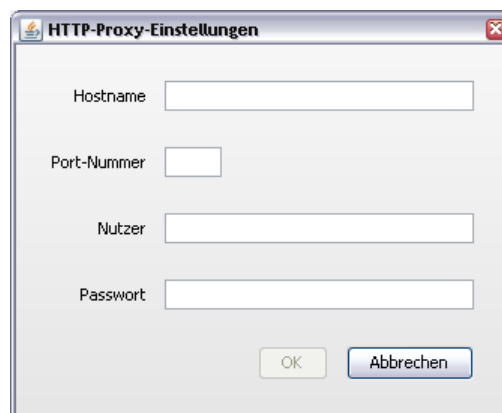 HTTP-Proxy-Einstellungen
Hostname
Port-Nummer
Nutzer
Passwort
OK Abbrechen